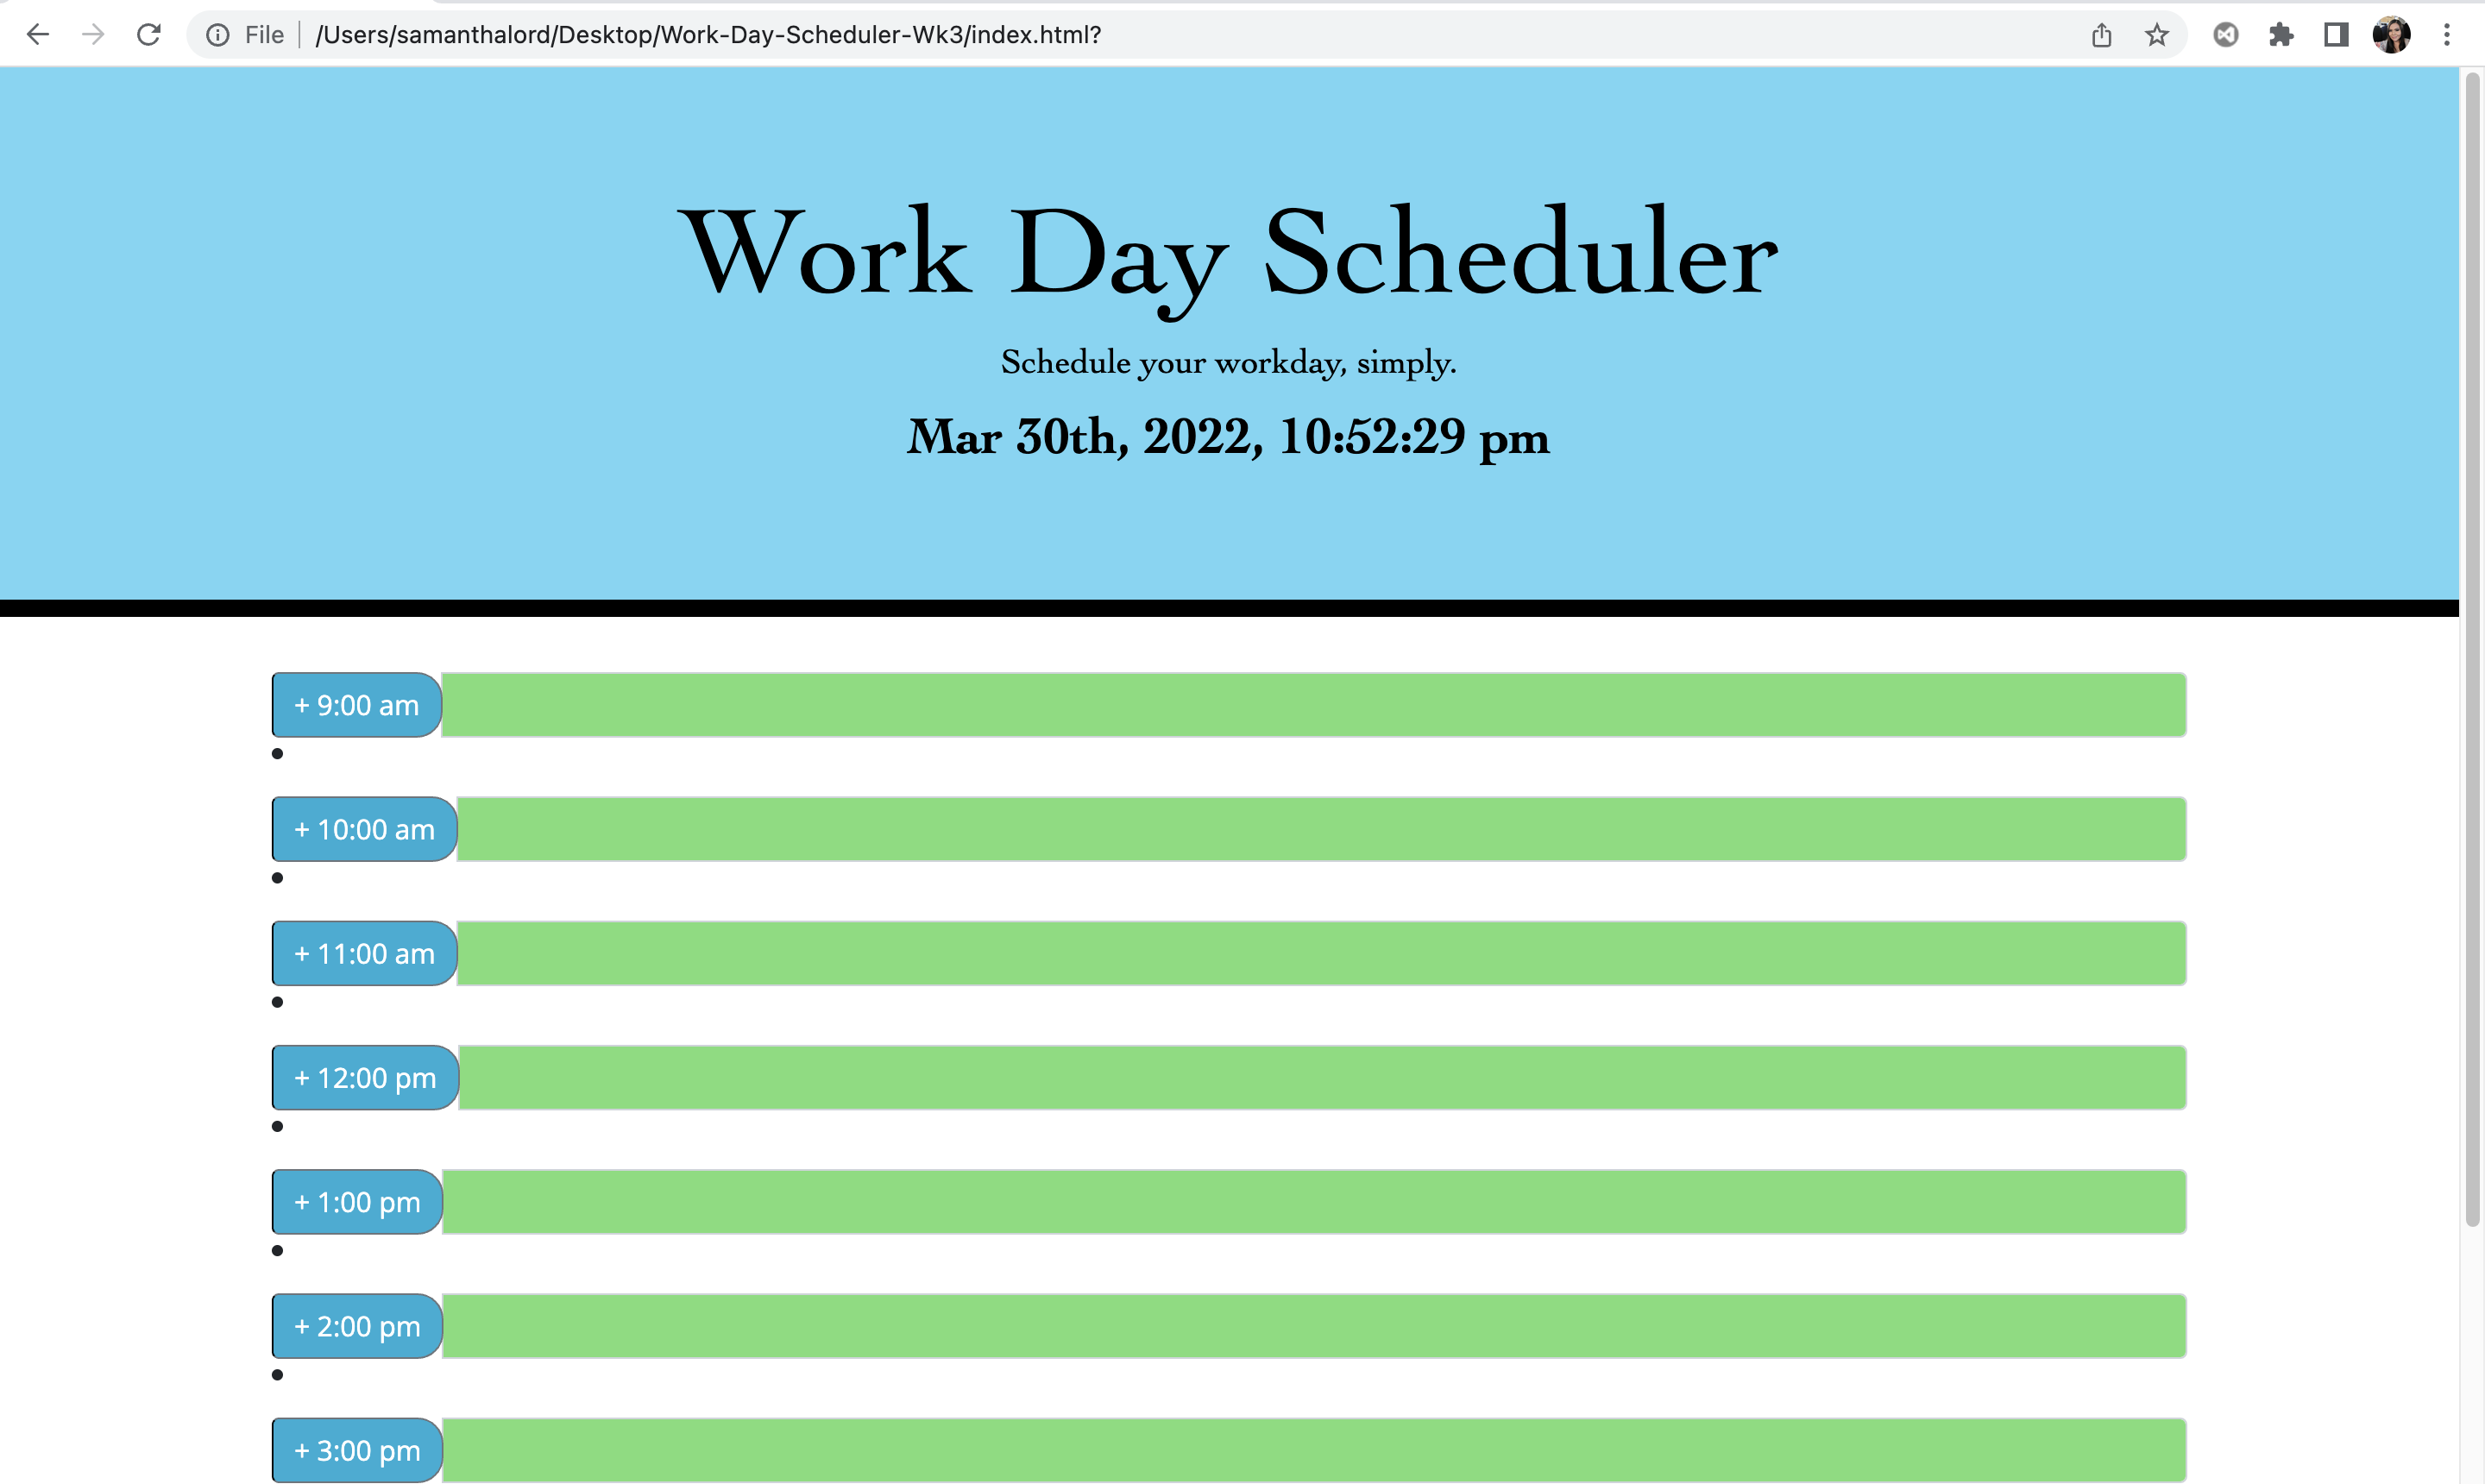 File /Users/samanthalord/Desktop/Work-Day-Scheduler-Wk3/index.html?
Work Day Scheduler
Schedule your workday, simply.
Mar 30th, 2022, 10:52:29 pm
+ 9:00 am
+ 10:00 am
+ 11:00 am
+ 12:00 pm
+ 1:00 pm
+ 2:00 pm
+ 3:00 pm